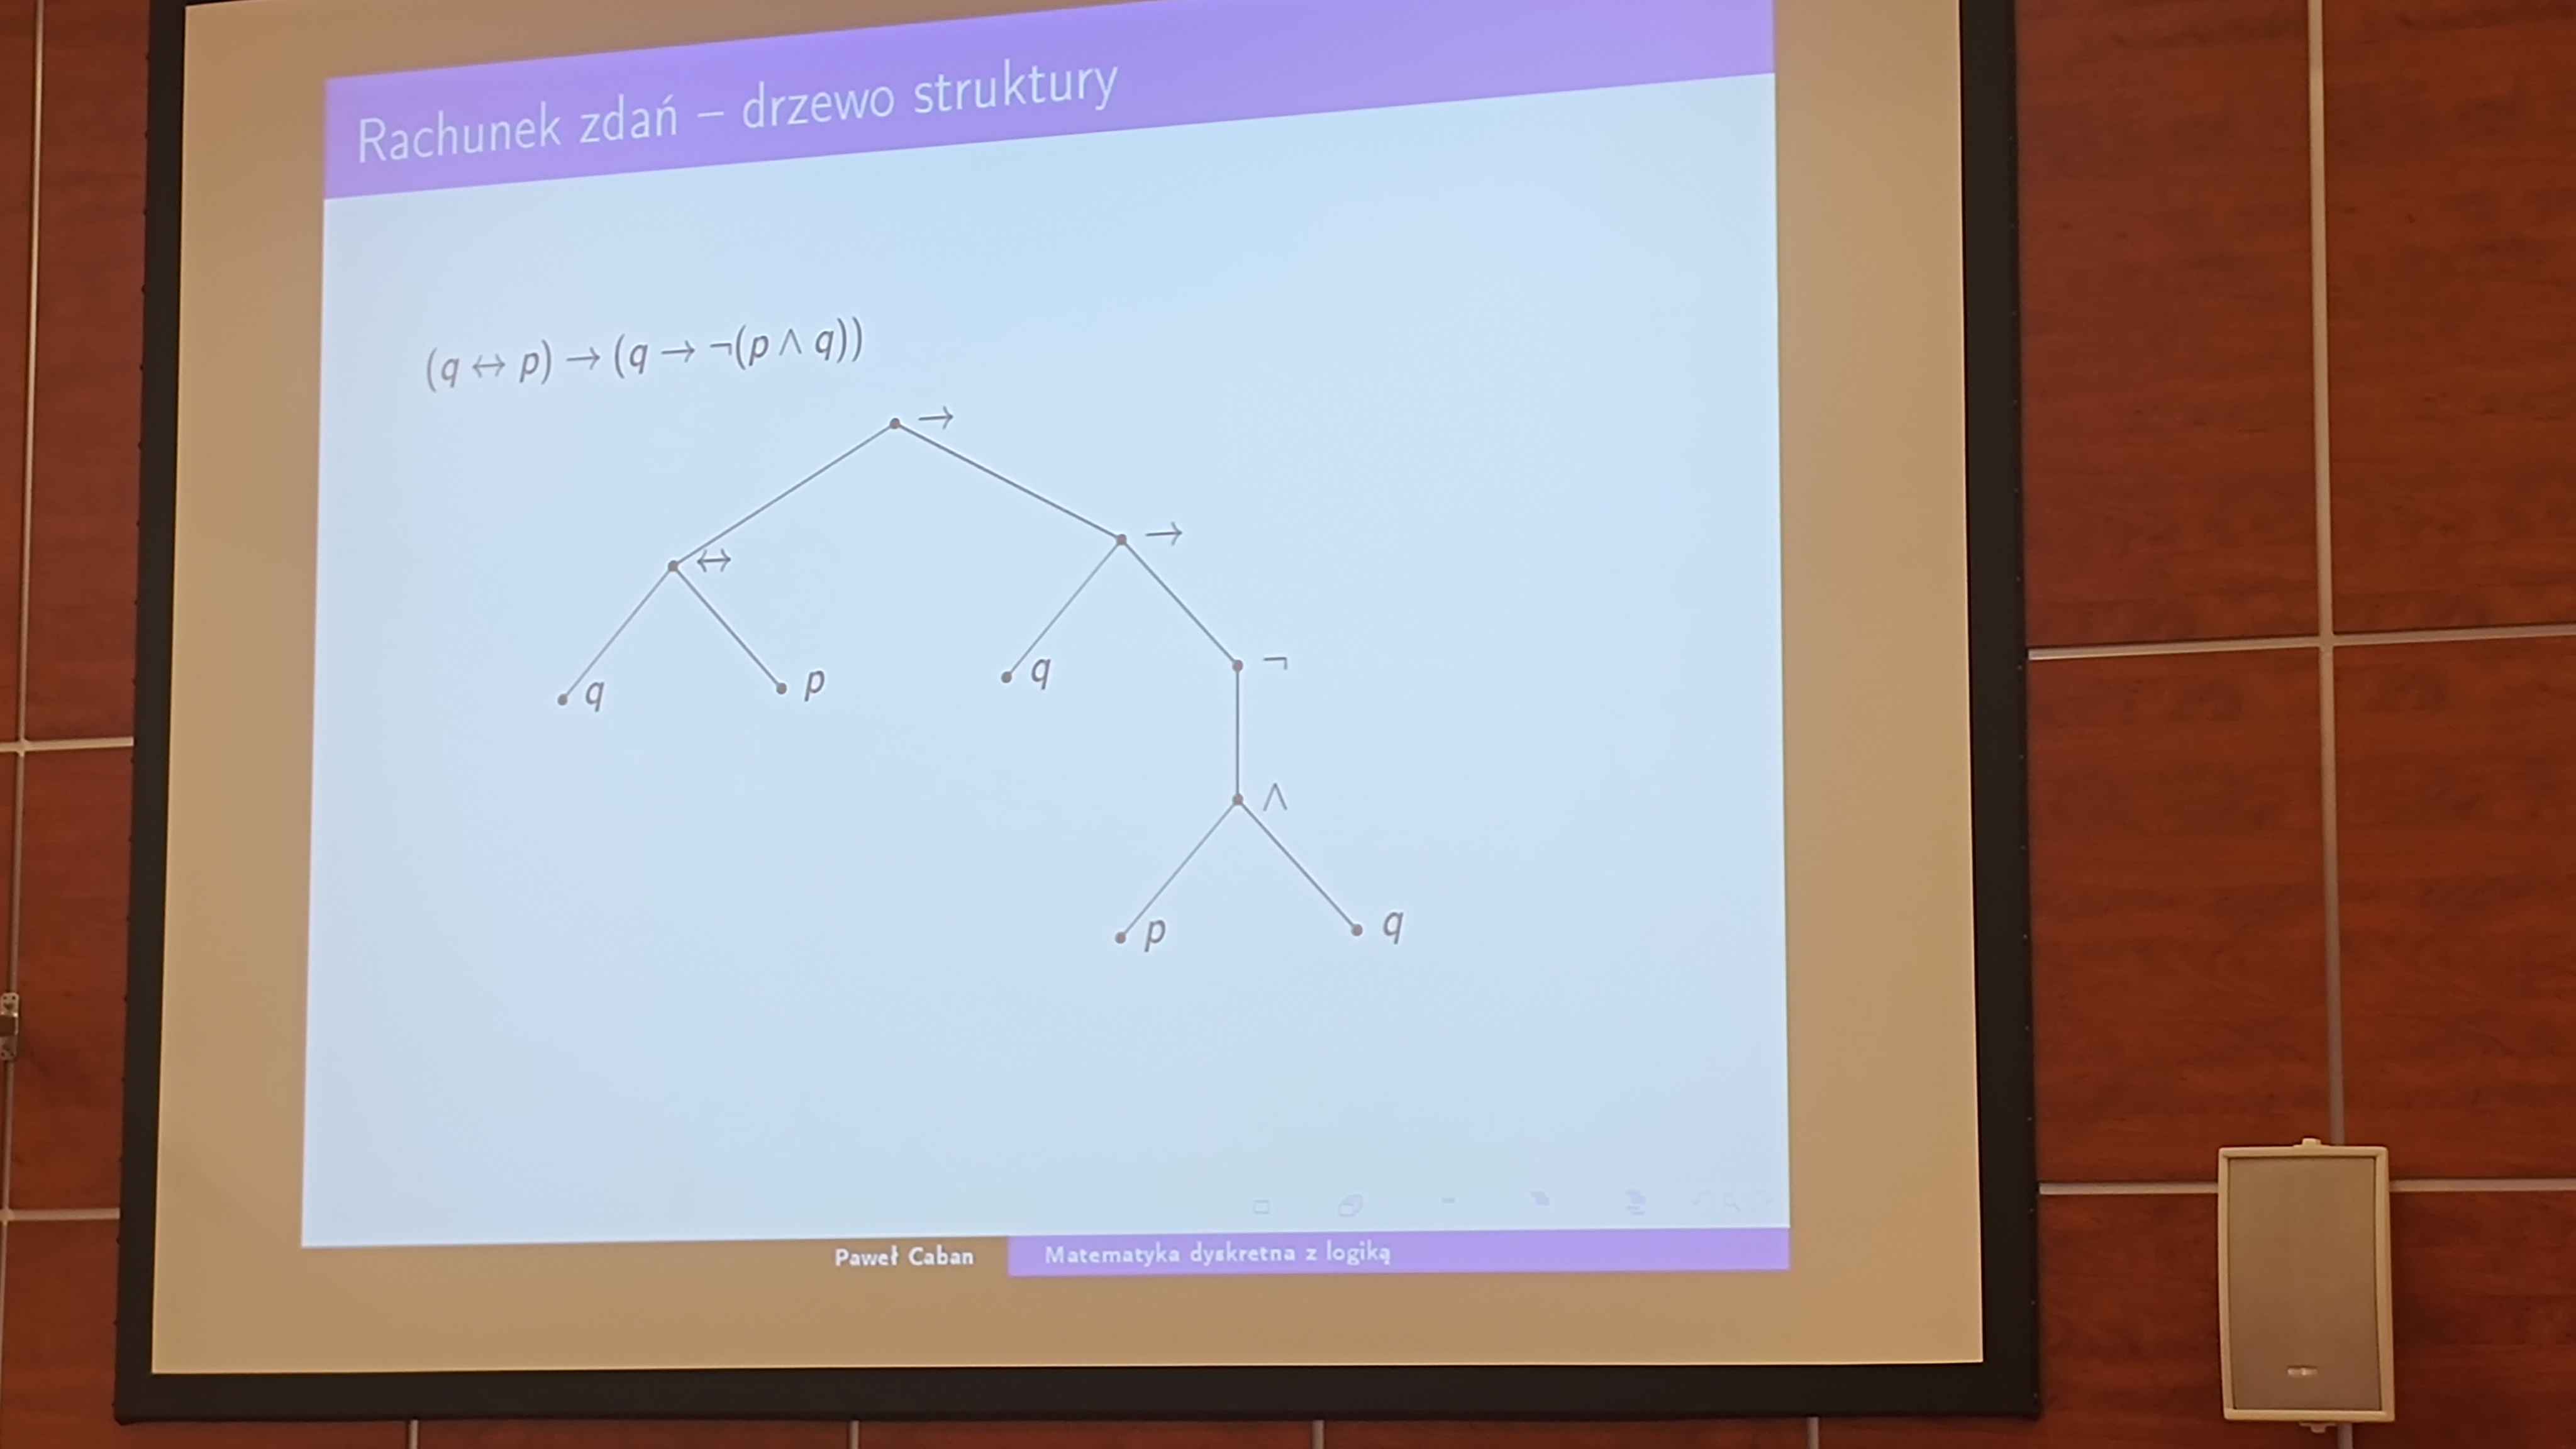 Rachunek zdań – drzewo struktury
(q ↔ p) → (q → ¬(p ∧ q))
→
→
↔
¬
q
p
q
∧
p
q
Paweł Caban
Matematyka dyskretna z logiką